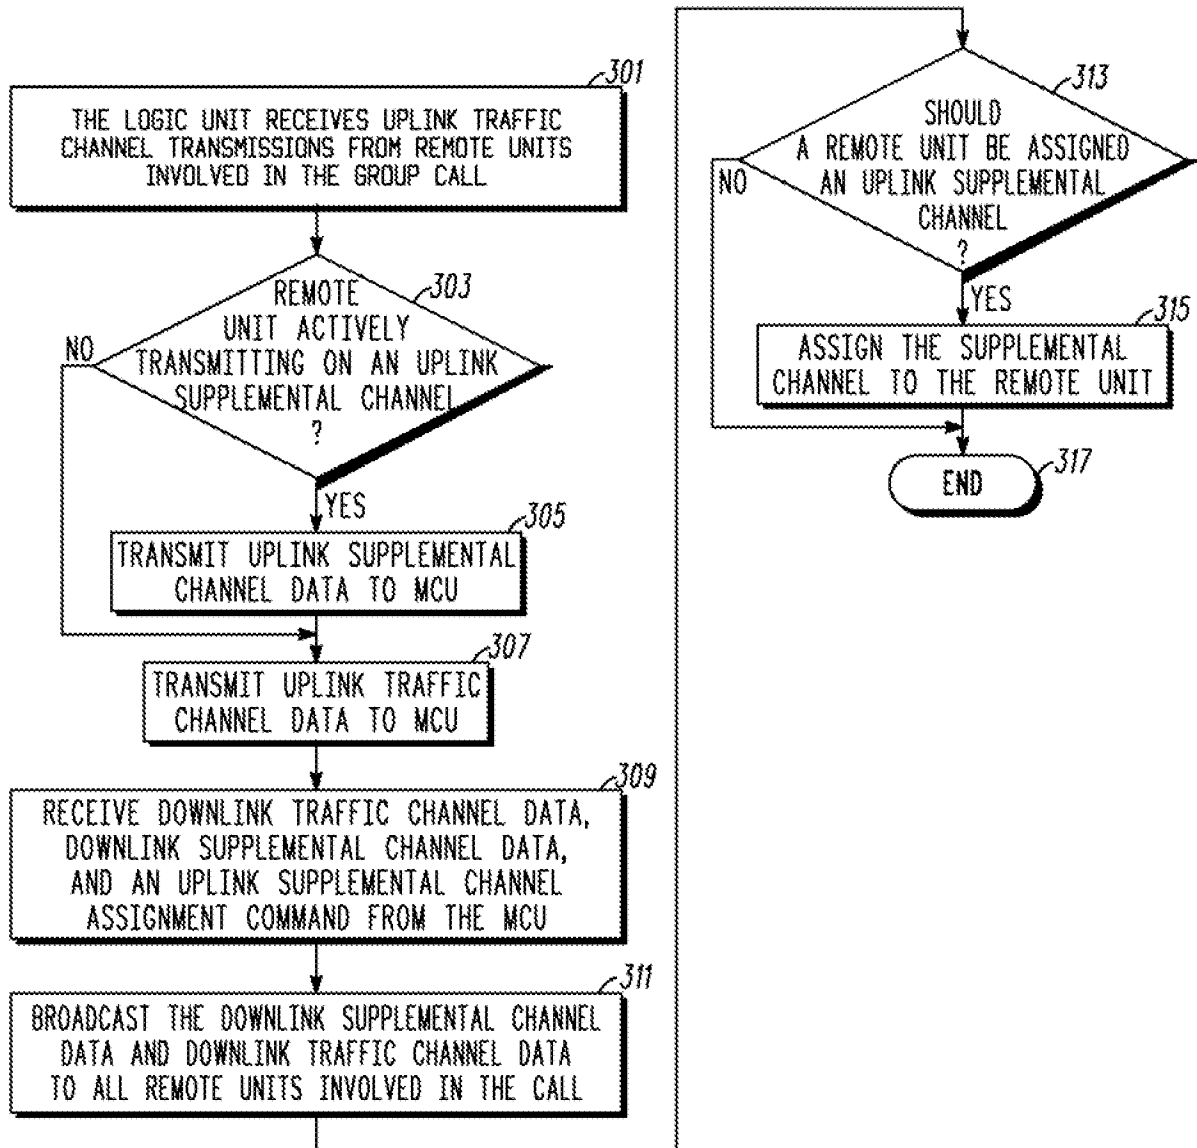 301
THE LOGIC UNIT RECEIVES UPLINK TRAFFIC
CHANNEL TRANSMISSIONS FROM REMOTE UNITS
INVOLVED IN THE GROUP CALL
303
REMOTE
UNIT ACTIVELY
TRANSMITTING ON AN UPLINK
SUPPLEMENTAL CHANNEL
?
NO
YES
305
TRANSMIT UPLINK SUPPLEMENTAL
CHANNEL DATA TO MCU
307
TRANSMIT UPLINK TRAFFIC
CHANNEL DATA TO MCU
309
RECEIVE DOWNLINK TRAFFIC CHANNEL DATA,
DOWNLINK SUPPLEMENTAL CHANNEL DATA,
AND AN UPLINK SUPPLEMENTAL CHANNEL
ASSIGNMENT COMMAND FROM THE MCU
311
BROADCAST THE DOWNLINK SUPPLEMENTAL CHANNEL
DATA AND DOWNLINK TRAFFIC CHANNEL DATA
TO ALL REMOTE UNITS INVOLVED IN THE CALL
313
SHOULD
A REMOTE UNIT BE ASSIGNED
AN UPLINK SUPPLEMENTAL
CHANNEL
?
NO
YES
315
ASSIGN THE SUPPLEMENTAL
CHANNEL TO THE REMOTE UNIT
317
END